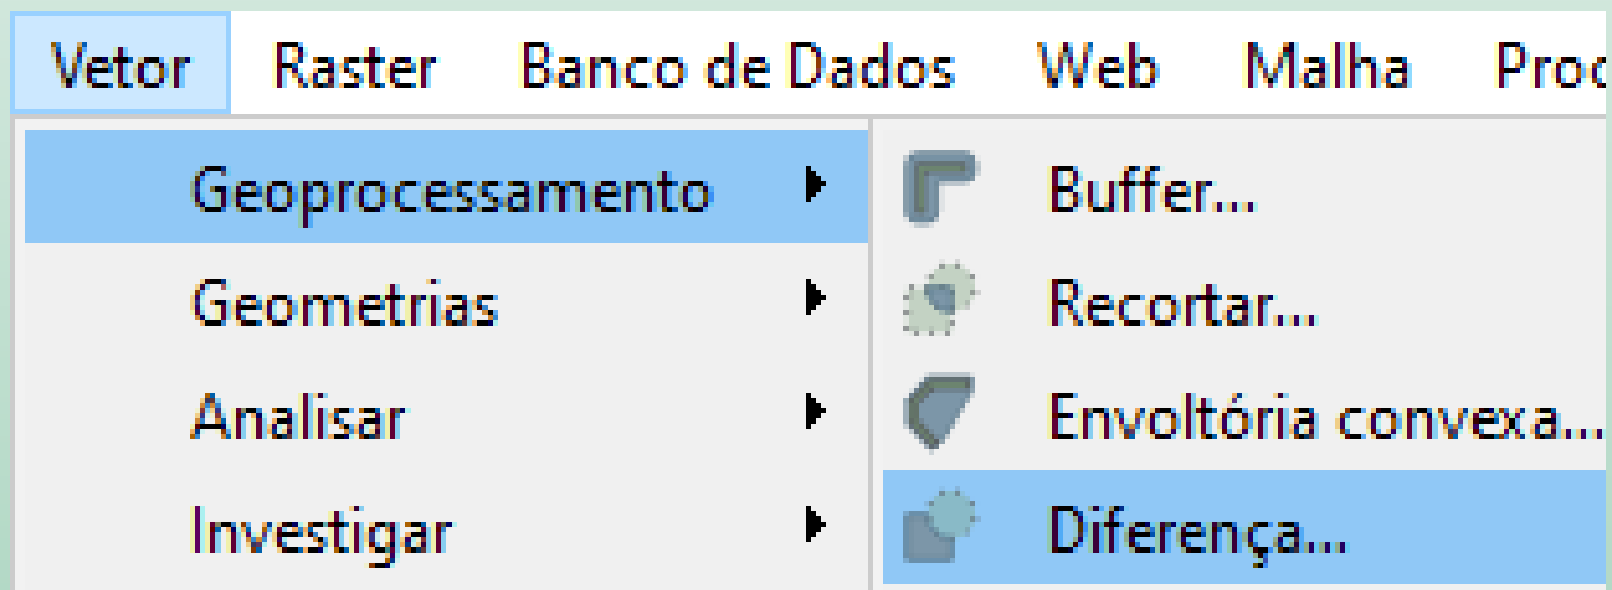 Vetor Raster Banco de Dados Web Malha
Geoprocessamento Buffer...
Geometrias Recortar...
Analisar Envoltória convexa...
Investigar Diferença...